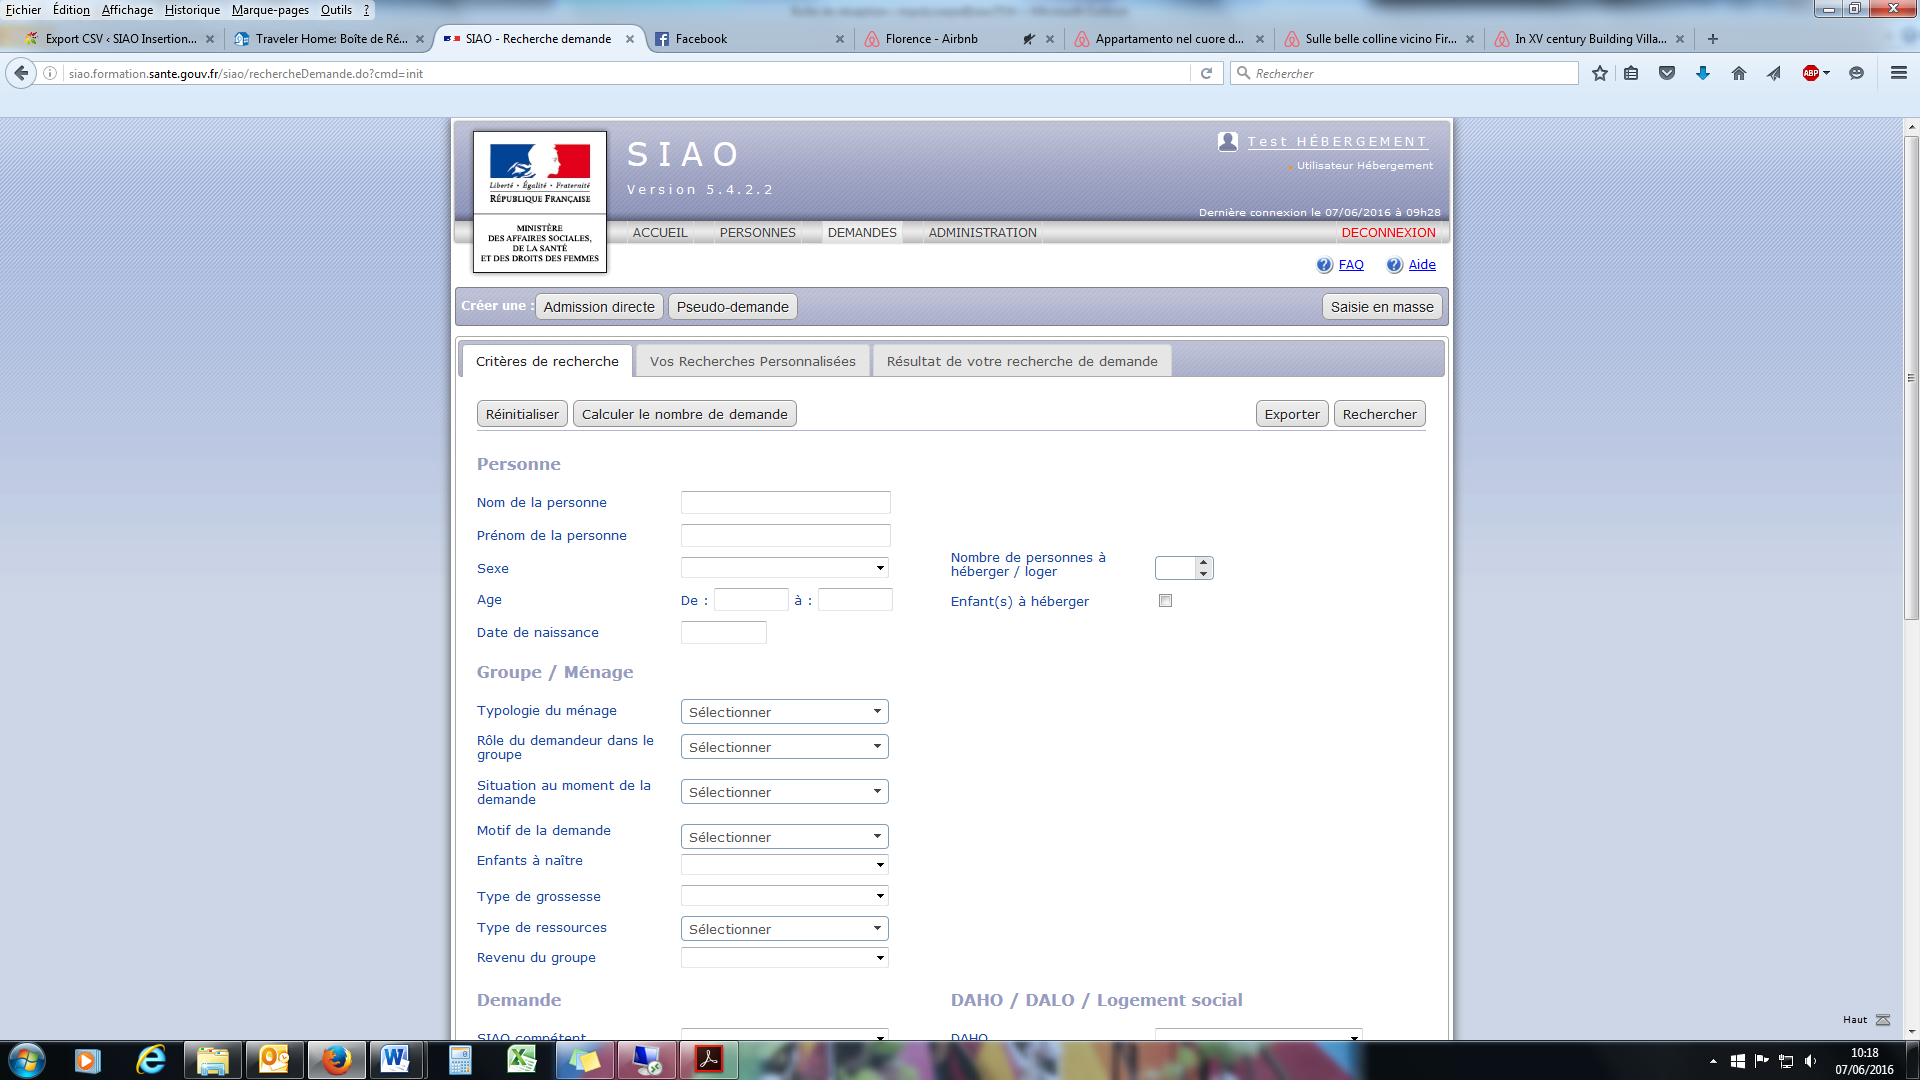 Fichier Édition Affichage Historique Marque-pages Outils ?
Export CSV ‹ SIAO Insertion...
Traveler Home: Boîte de Ré...
SIAO - Recherche demande
Facebook
Florence - Airbnb
Appartamento nel cuore d...
Sulle belle colline vicino Fir...
In XV century Building Villa...
siao.formation.sante.gouv.fr/siao/rechercheDemande.do?cmd=init
Rechercher
ABP
Liberté • Égalité • Fraternité
RÉPUBLIQUE FRANÇAISE
MINISTÈRE
DES AFFAIRES SOCIALES,
DE LA SANTÉ
ET DES DROITS DES FEMMES
SIAO
Version 5.4.2.2
Test HÉBERGEMENT
Utilisateur Hébergement
Dernière connexion le 07/06/2016 à 09h28
ACCUEIL PERSONNES DEMANDES ADMINISTRATION DECONNEXION
FAQ Aide
Créer une : Admission directe Pseudo-demande Saisie en masse
Critères de recherche Vos Recherches Personnalisées Résultat de votre recherche de demande
Réinitialiser Calculer le nombre de demande Exporter Rechercher
Personne
Nom de la personne
Prénom de la personne
Sexe
Nombre de personnes à
héberger / loger
Age De : à :
Enfant(s) à héberger
Date de naissance
Groupe / Ménage
Typologie du ménage Sélectionner
Rôle du demandeur dans le
groupe
Sélectionner
Situation au moment de la
demande
Sélectionner
Motif de la demande Sélectionner
Enfants à naître
Type de grossesse
Type de ressources Sélectionner
Revenu du groupe
Demande DAHO / DALO / Logement social
SIAO compétent DAHO
Haut
10:18
07/06/2016